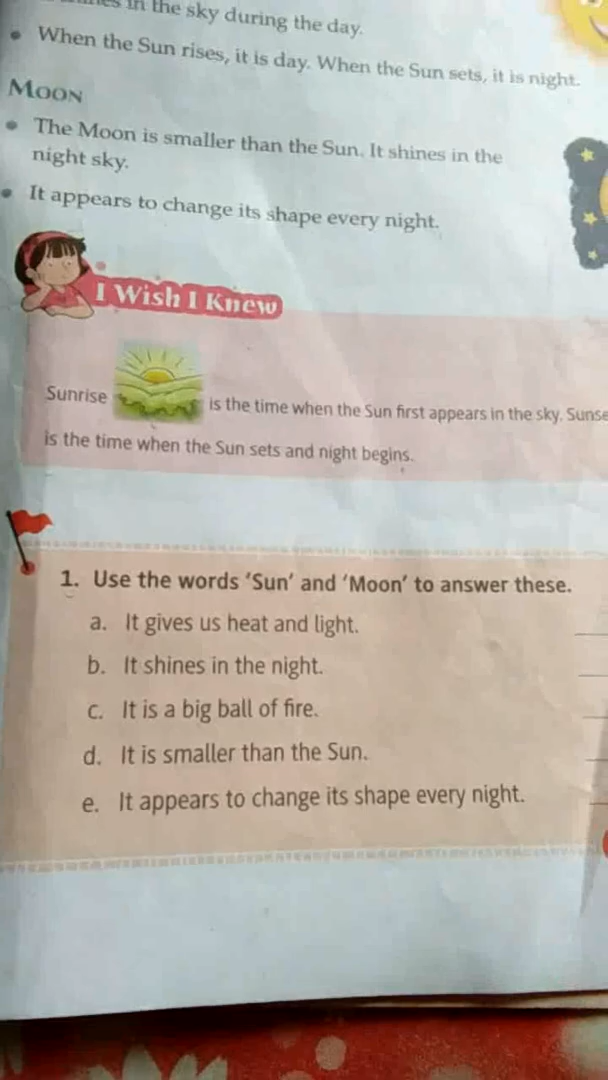 in the sky during the day.
• When the Sun rises, it is day. When the Sun sets, it is night.
MOON
• The Moon is smaller than the Sun. It shines in the
night sky.
• It appears to change its shape every night.
I Wish I Knew
Sunrise is the time when the Sun first appears in the sky.
is the time when the Sun sets and night begins.
1. Use the words ‘Sun’ and ‘Moon’ to answer these.
a. It gives us heat and light.
b. It shines in the night.
c. It is a big ball of fire.
d. It is smaller than the Sun.
e. It appears to change its shape every night.